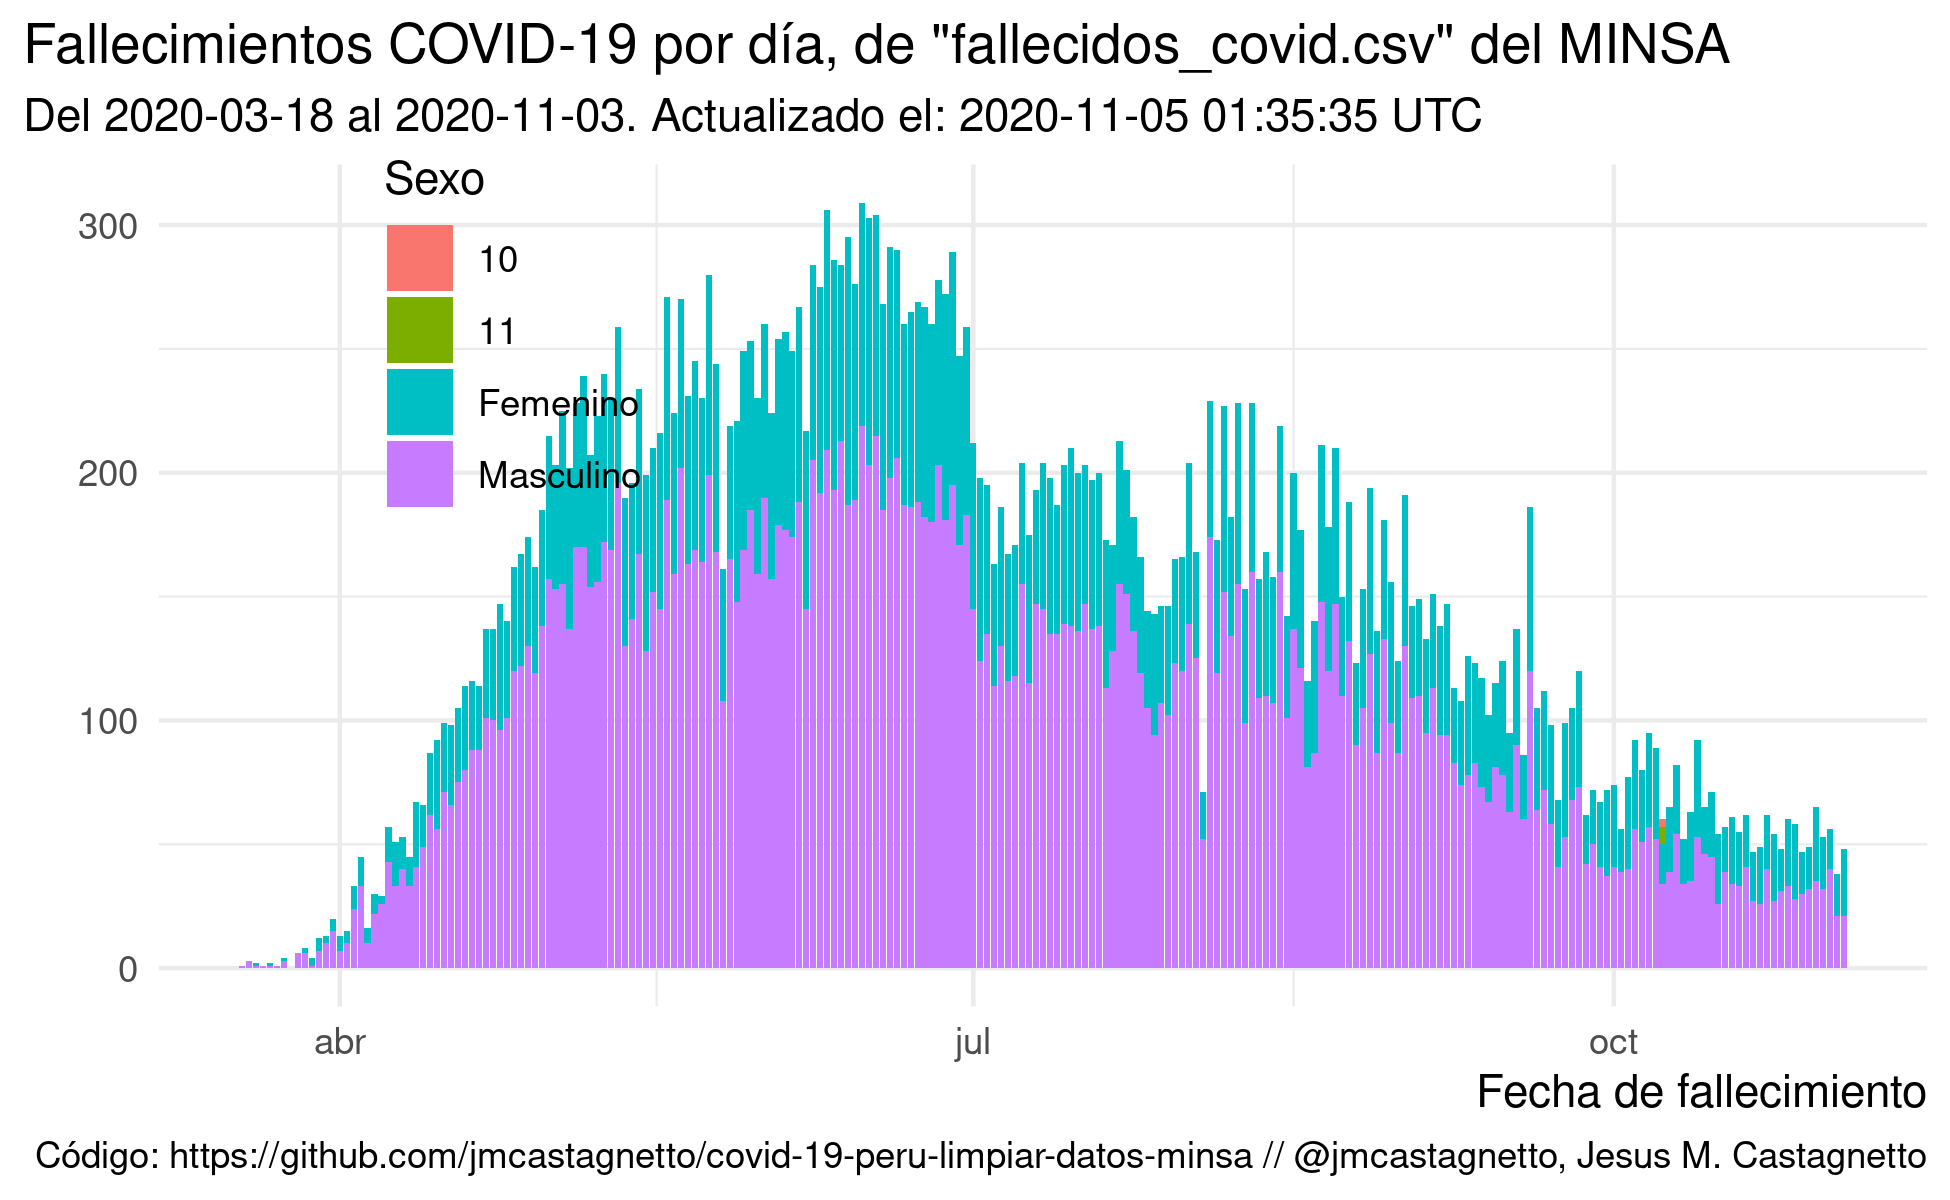 Fallecimientos COVID-19 por día, de "fallecidos_covid.csv" del MINSA
Del 2020-03-18 al 2020-11-03. Actualizado el: 2020-11-05 01:35:35 UTC
Sexo
10
11
Femenino
Masculino
300
200
100
0
abr jul oct
Fecha de fallecimiento
Código: https://github.com/jmcastagnetto/covid-19-peru-limpiar-datos-minsa // @jmcastagnetto, Jesus M. Castagnetto